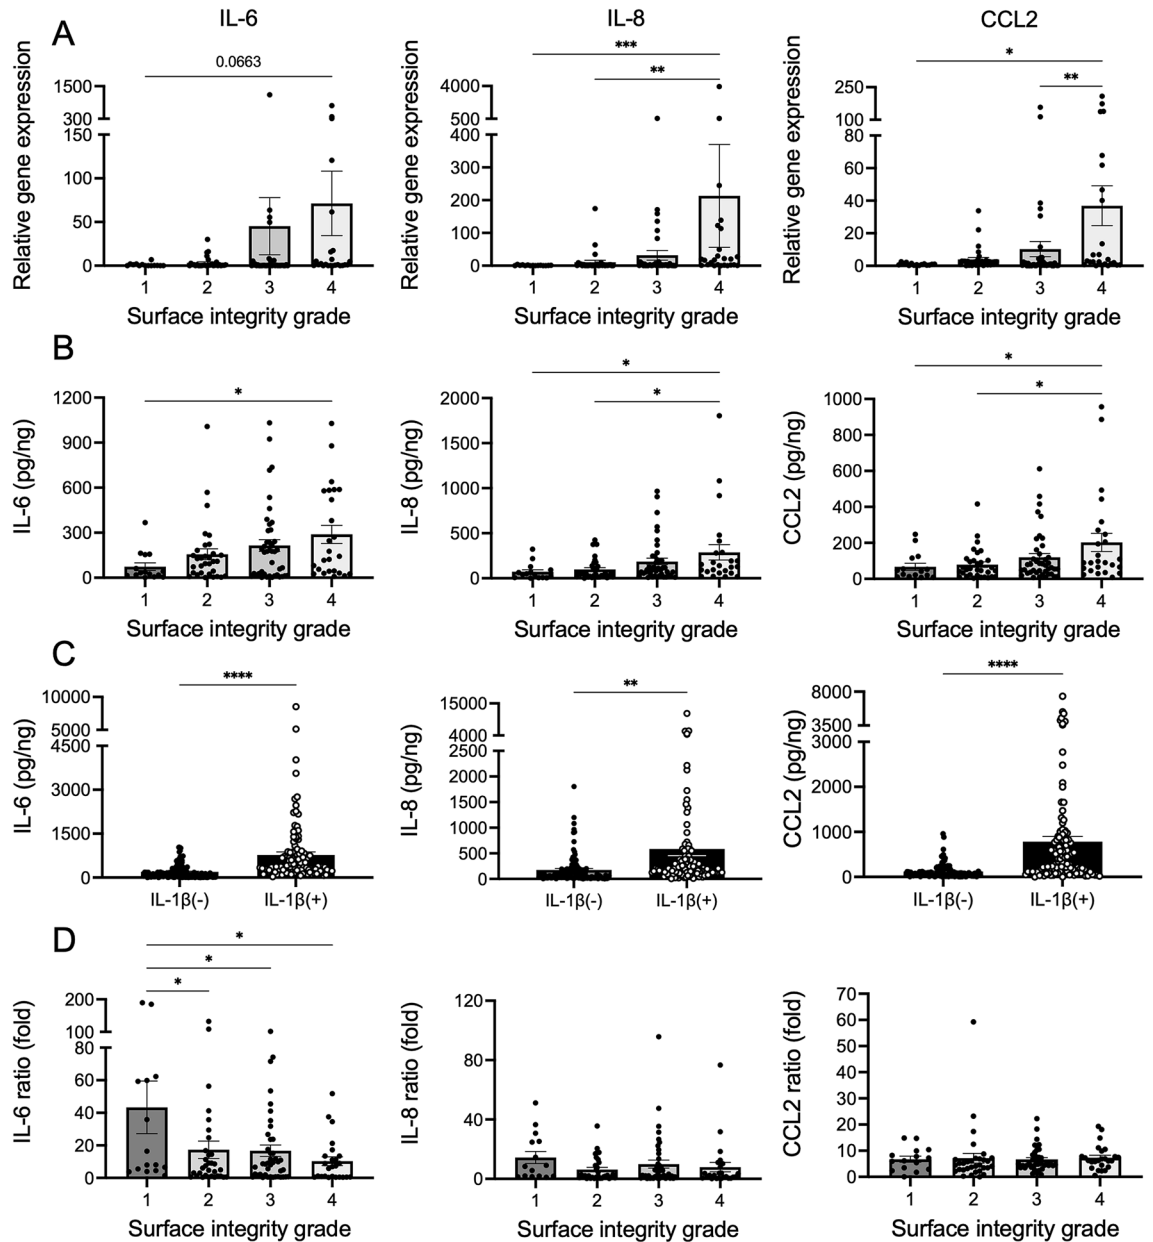 IL-6
IL-8
CCL2
A
Relative gene expression
0.0663
1500
300
150
100
50
0
1 2 3 4
Surface integrity grade
Relative gene expression
***
**
4000
500
400
300
200
100
0
1 2 3 4
Surface integrity grade
Relative gene expression
*
**
250
100
80
60
40
20
0
1 2 3 4
Surface integrity grade
B
IL-6 (pg/ng)
*
1200
900
600
300
0
1 2 3 4
Surface integrity grade
IL-8 (pg/ng)
*
*
2000
1500
1000
500
0
1 2 3 4
Surface integrity grade
CCL2 (pg/ng)
*
*
1000
800
600
400
200
0
1 2 3 4
Surface integrity grade
C
IL-6 (pg/ng)
****
10000
5000
4500
3000
1500
0
IL-1β(-) IL-1β(+)
IL-8 (pg/ng)
**
15000
4000
2500
2000
1500
1000
500
0
IL-1β(-) IL-1β(+)
CCL2 (pg/ng)
****
8000
3500
3000
2000
1000
0
IL-1β(-) IL-1β(+)
D
IL-6 ratio (fold)
*
*
*
200
100
80
60
40
20
0
1 2 3 4
Surface integrity grade
IL-8 ratio (fold)
120
80
40
0
1 2 3 4
Surface integrity grade
CCL2 ratio (fold)
70
60
50
40
30
20
10
0
1 2 3 4
Surface integrity grade